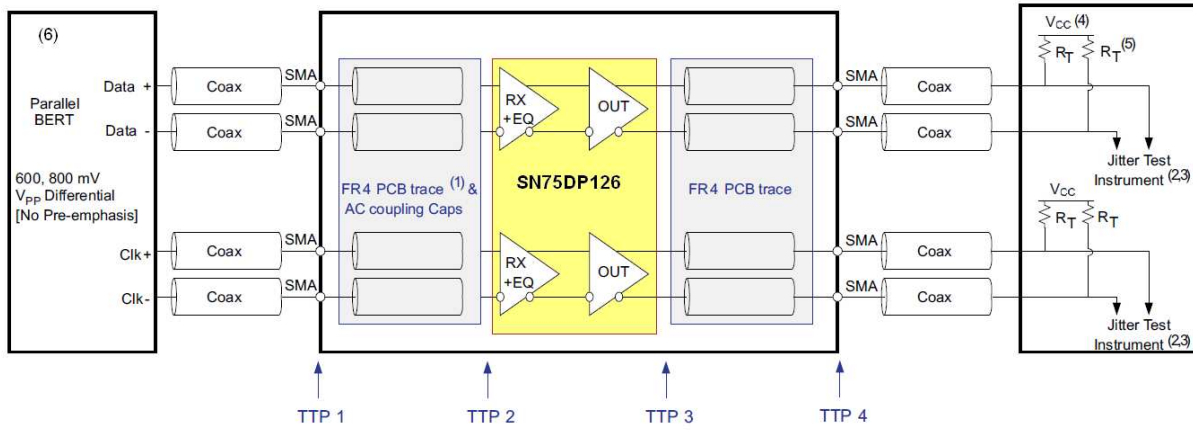 (6)
Parallel
BERT
600, 800 mV
VPP Differential
[No Pre-emphasis]
Data +
Data -
Clk+
Clk-
Coax
Coax
Coax
Coax
SMA
SMA
SMA
SMA
FR4 PCB trace (1) &
AC coupling Caps
RX
+EQ
OUT
SN75DP126
RX
+EQ
OUT
FR4 PCB trace
SMA
SMA
SMA
SMA
Coax
Coax
Coax
Coax
VCC (4)
RT
RT (5)
Jitter Test
Instrument (2,3)
VCC
RT
RT
Jitter Test
Instrument (2,3)
TTP 1
TTP 2
TTP 3
TTP 4